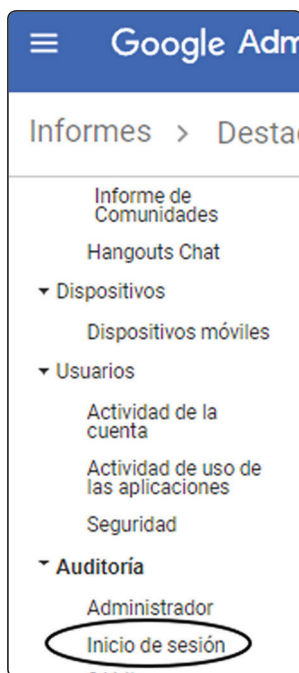 Google Adm
Informes > Desta
Informe de
Comunidades
Hangouts Chat
Dispositivos
Dispositivos móviles
Usuarios
Actividad de la
cuenta
Actividad de uso de
las aplicaciones
Seguridad
Auditoría
Administrador
Inicio de sesión